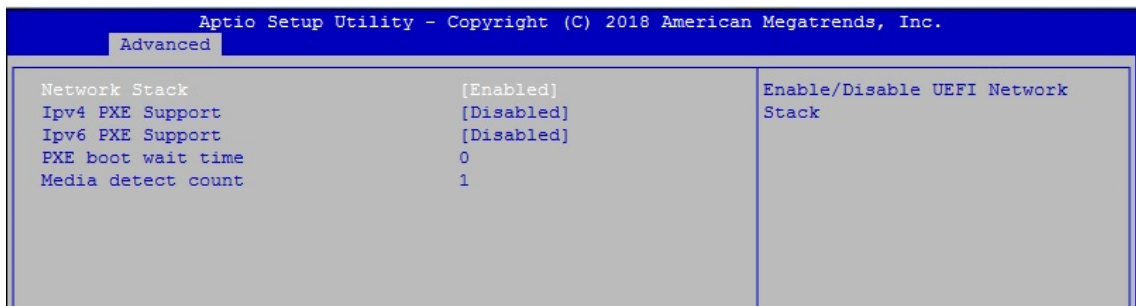 Aptio Setup Utility - Copyright (C) 2018 American Megatrends, Inc.
Advanced
Network Stack [Enabled]
Ipv4 PXE Support [Disabled]
Ipv6 PXE Support [Disabled]
PXE boot wait time 0
Media detect count 1
Enable/Disable UEFI Network
Stack